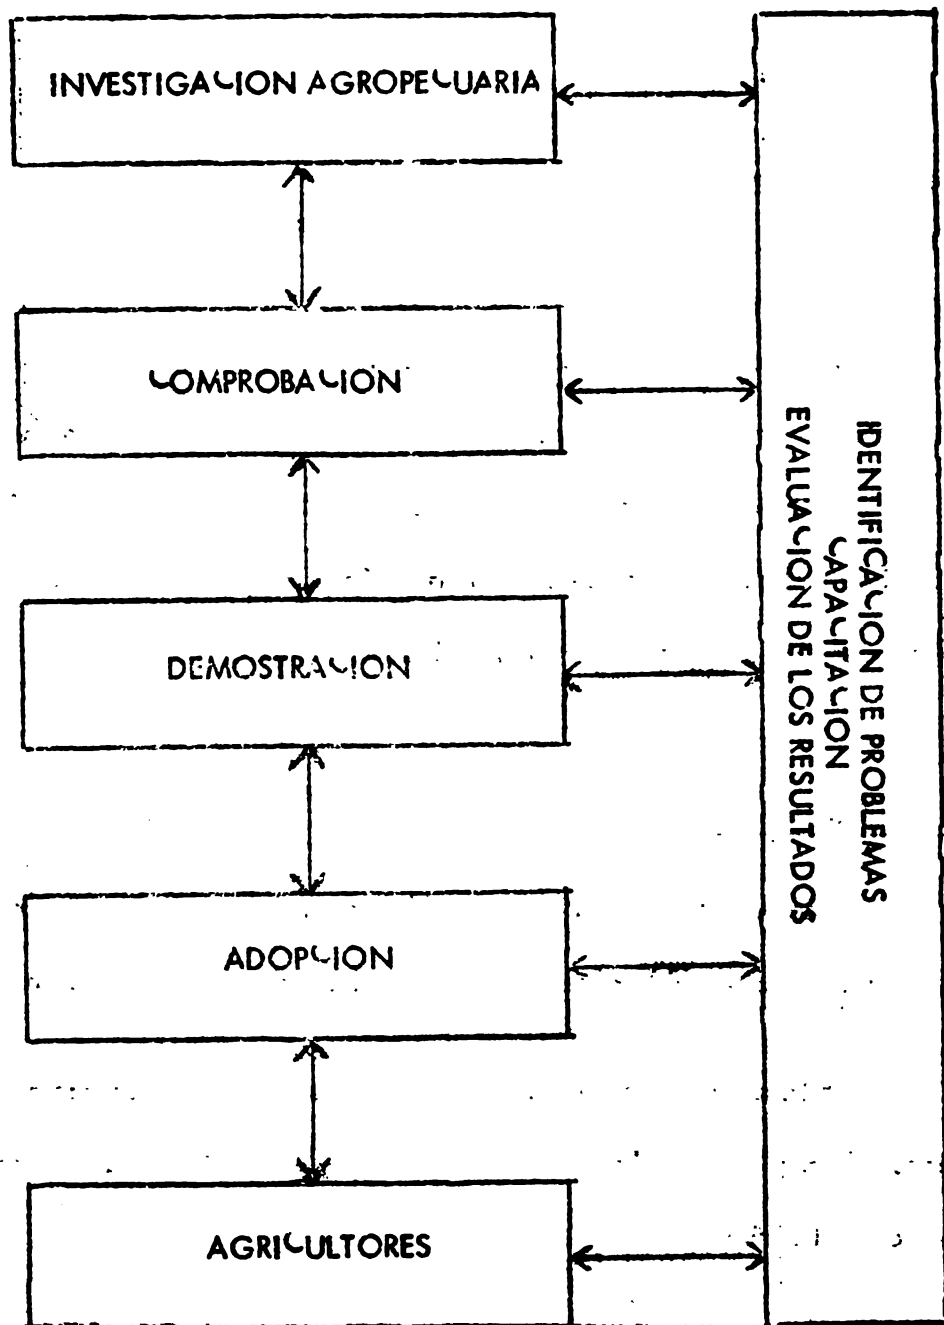 INVESTIGACION AGROPECUARIA
COMPROBACION
DEMOSTRACION
ADOPCION
AGRICULTORES
IDENTIFICACION DE PROBLEMAS
CAPACITACION
EVALUACION DE LOS RESULTADOS